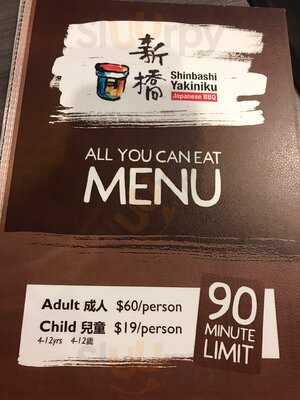 Slurrpy
新橋
Shinbashi
Yakiniku
Japanese BBQ
ALL YOU CAN EAT
MENU
Adult 成人 $60/person
Child 兒童 $19/person
4-12yrs 4-12歲
90
MINUTE
LIMIT